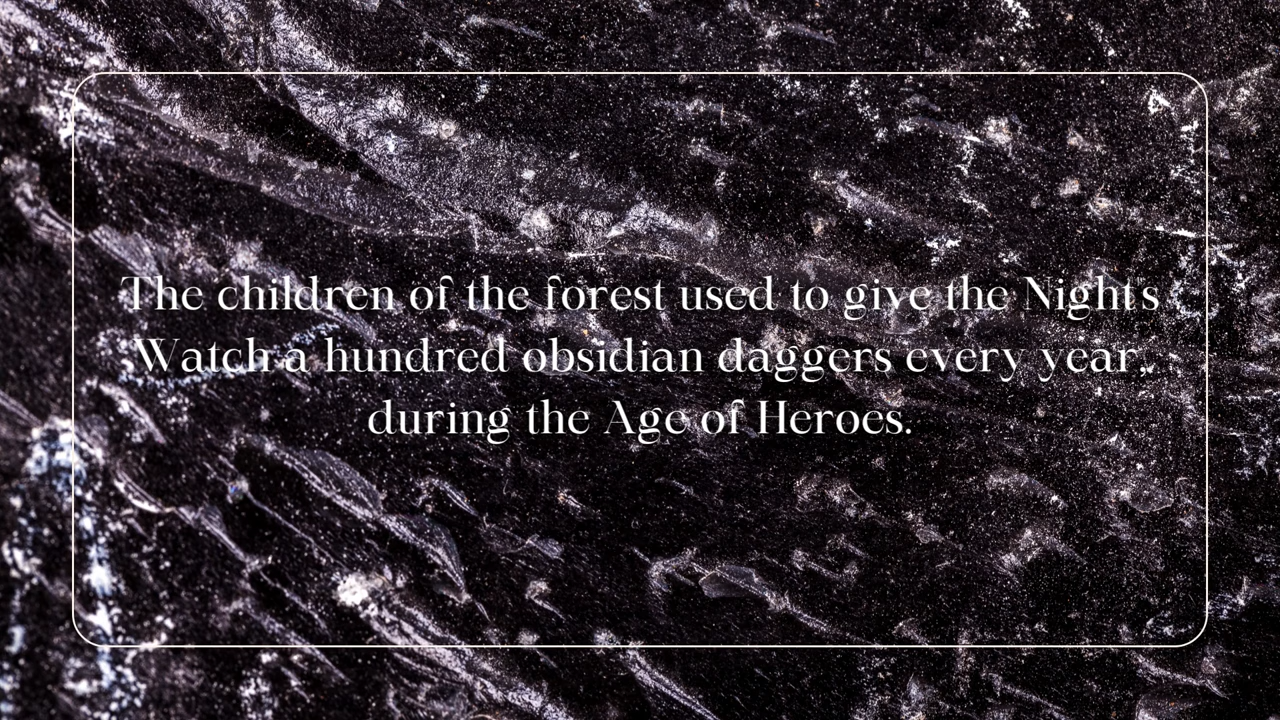 The children of the forest used to give the Night's
Watch a hundred obsidian daggers every year,
during the Age of Heroes.